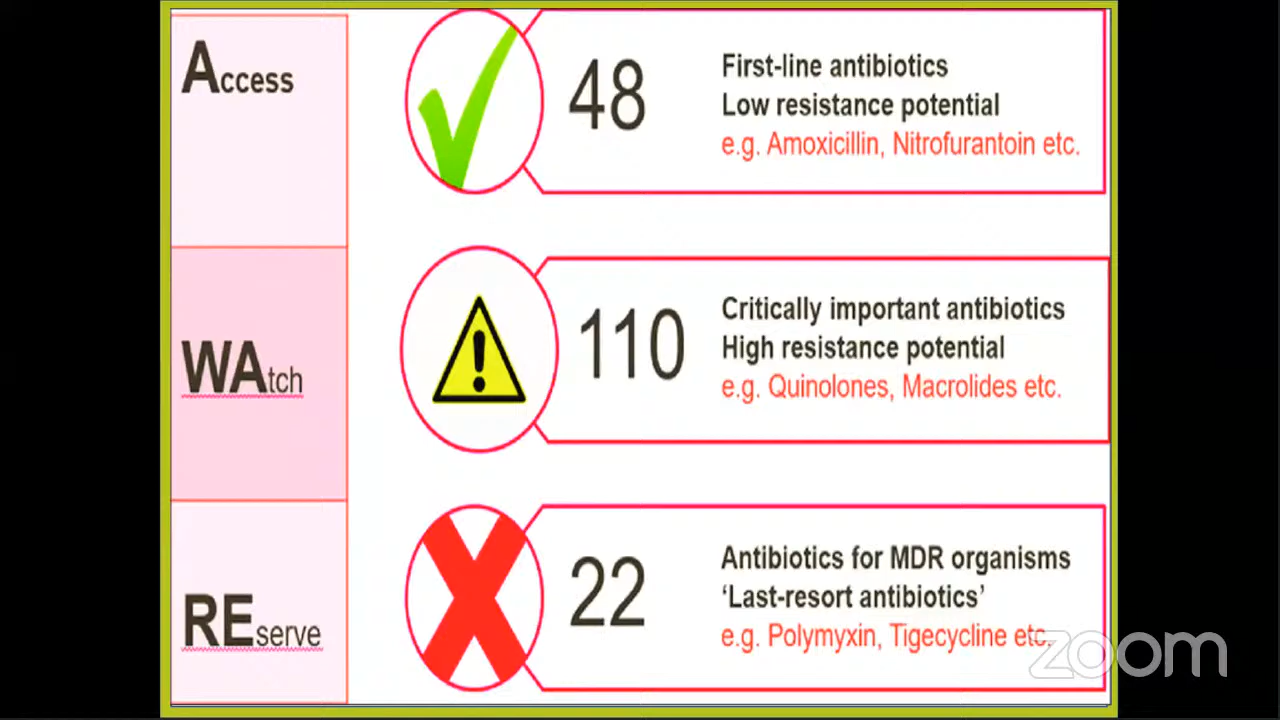 Access
48
First-line antibiotics
Low resistance potential
e.g. Amoxicillin, Nitrofurantoin etc.
WAtch
110
Critically important antibiotics
High resistance potential
e.g. Quinolones, Macrolides etc.
REserve
22
Antibiotics for MDR organisms
‘Last-resort antibiotics’
e.g. Polymyxin, Tigecycline etc.
zoom